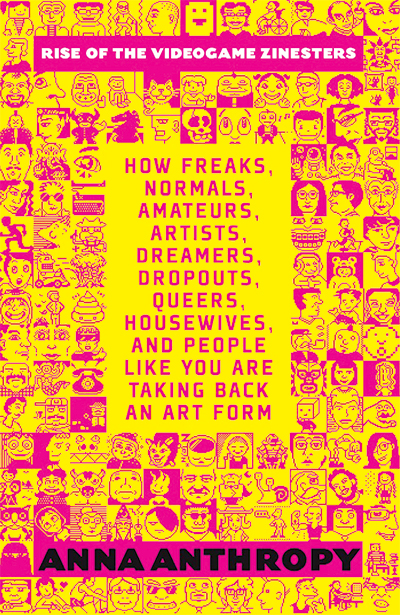 RISE OF THE VIDEOGAME ZINESTERS
HOW FREAKS,
NORMALS,
AMATEURS,
ARTISTS,
DREAMERS,
DROPOUTS,
QUEERS,
HOUSEWIVES,
AND PEOPLE
LIKE YOU ARE
TAKING BACK
AN ART FORM
ANNA ANTHROPY